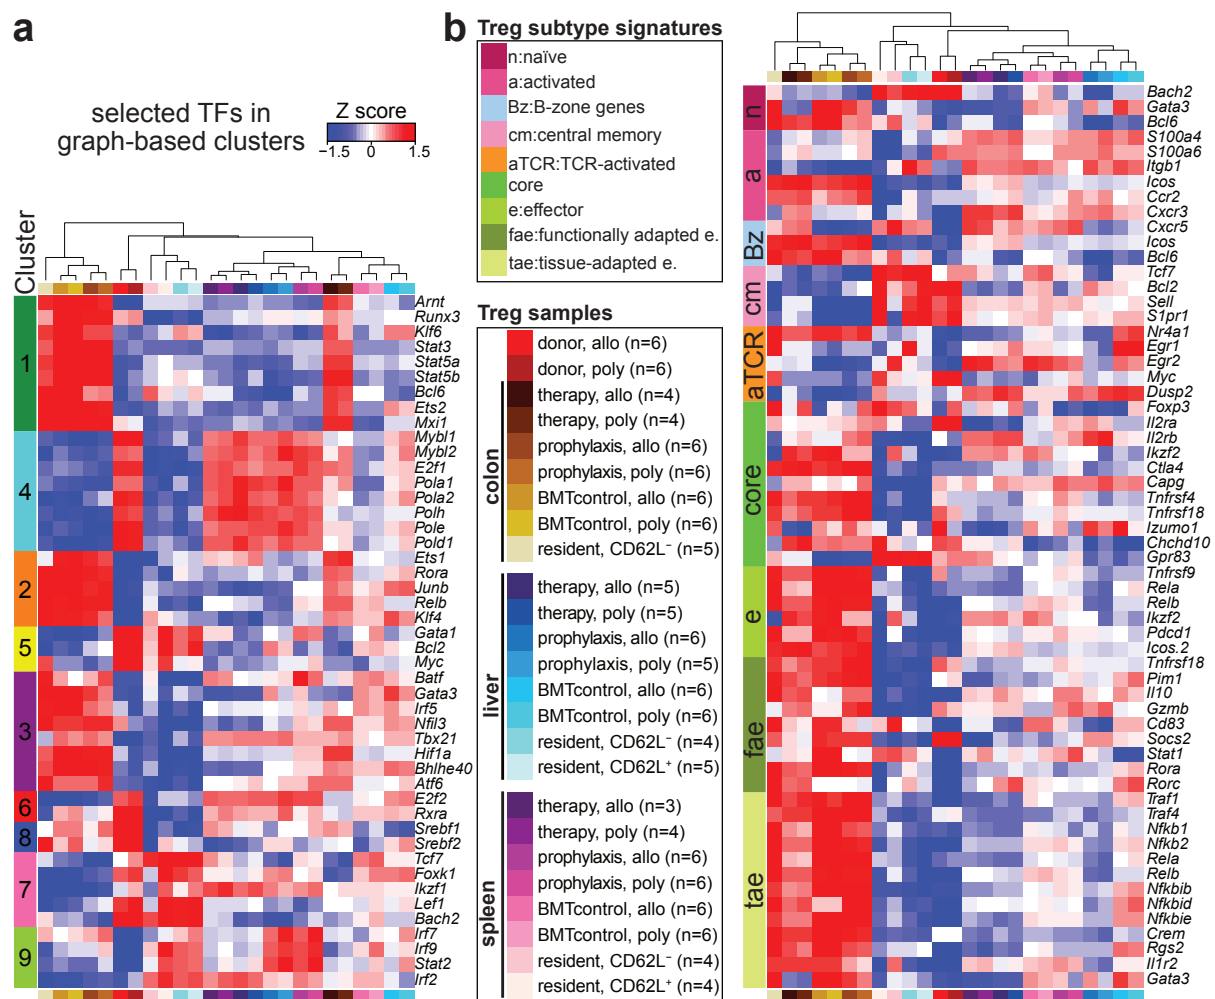 a
selected TFs in
graph-based clusters
Z score
−1.5 0 1.5
Cluster
1
4
2
5
3
6
8
7
9
Arnt
Runx3
Klf6
Stat3
Stat5a
Stat5b
Bcl6
Ets2
Mxi1
Mybl1
Mybl2
E2f1
Pola1
Pola2
Polh
Pole
Pold1
Ets1
Rora
Junb
Relb
Klf4
Gata1
Bcl2
Myc
Batf
Gata3
Irf5
Nfil3
Tbx21
Hif1a
Bhlhe40
Atf6
E2f2
Rxra
Srebf1
Srebf2
Tcf7
Foxk1
Ikzf1
Lef1
Bach2
Irf7
Irf9
Stat2
Irf2
b
Treg subtype signatures
n:naïve
a:activated
Bz:B-zone genes
cm:central memory
aTCR:TCR-activated
core
e:effector
fae:functionally adapted e.
tae:tissue-adapted e.
Treg samples
donor, allo (n=6)
donor, poly (n=6)
colon
therapy, allo (n=4)
therapy, poly (n=4)
prophylaxis, allo (n=6)
prophylaxis, poly (n=6)
BMTcontrol, allo (n=6)
BMTcontrol, poly (n=6)
resident, CD62L⁻ (n=5)
liver
therapy, allo (n=5)
therapy, poly (n=5)
prophylaxis, allo (n=6)
prophylaxis, poly (n=5)
BMTcontrol, allo (n=6)
BMTcontrol, poly (n=6)
resident, CD62L⁻ (n=4)
resident, CD62L⁺ (n=5)
spleen
therapy, allo (n=3)
therapy, poly (n=4)
prophylaxis, allo (n=6)
prophylaxis, poly (n=6)
BMTcontrol, allo (n=6)
BMTcontrol, poly (n=6)
resident, CD62L⁻ (n=4)
resident, CD62L⁺ (n=4)
n
a
Bz
cm
aTCR
core
e
fae
tae
Bach2
Gata3
Bcl6
S100a4
S100a6
Itgb1
Icos
Ccr2
Cxcr3
Cxcr5
Icos
Bcl6
Tcf7
Bcl2
Sell
S1pr1
Nr4a1
Egr1
Egr2
Myc
Dusp2
Foxp3
Il2ra
Il2rb
Ikzf2
Ctla4
Capg
Tnfrsf4
Tnfrsf18
Izumo1
Chchd10
Gpr83
Tnfrsf9
Rela
Relb
Ikzf2
Pdcd1
Icos.2
Tnfrsf18
Pim1
Il10
Gzmb
Cd83
Socs2
Stat1
Rora
Rorc
Traf1
Traf4
Nfkb1
Nfkb2
Rela
Relb
Nfkbib
Nfkbid
Nfkbie
Crem
Rgs2
Il1r2
Gata3